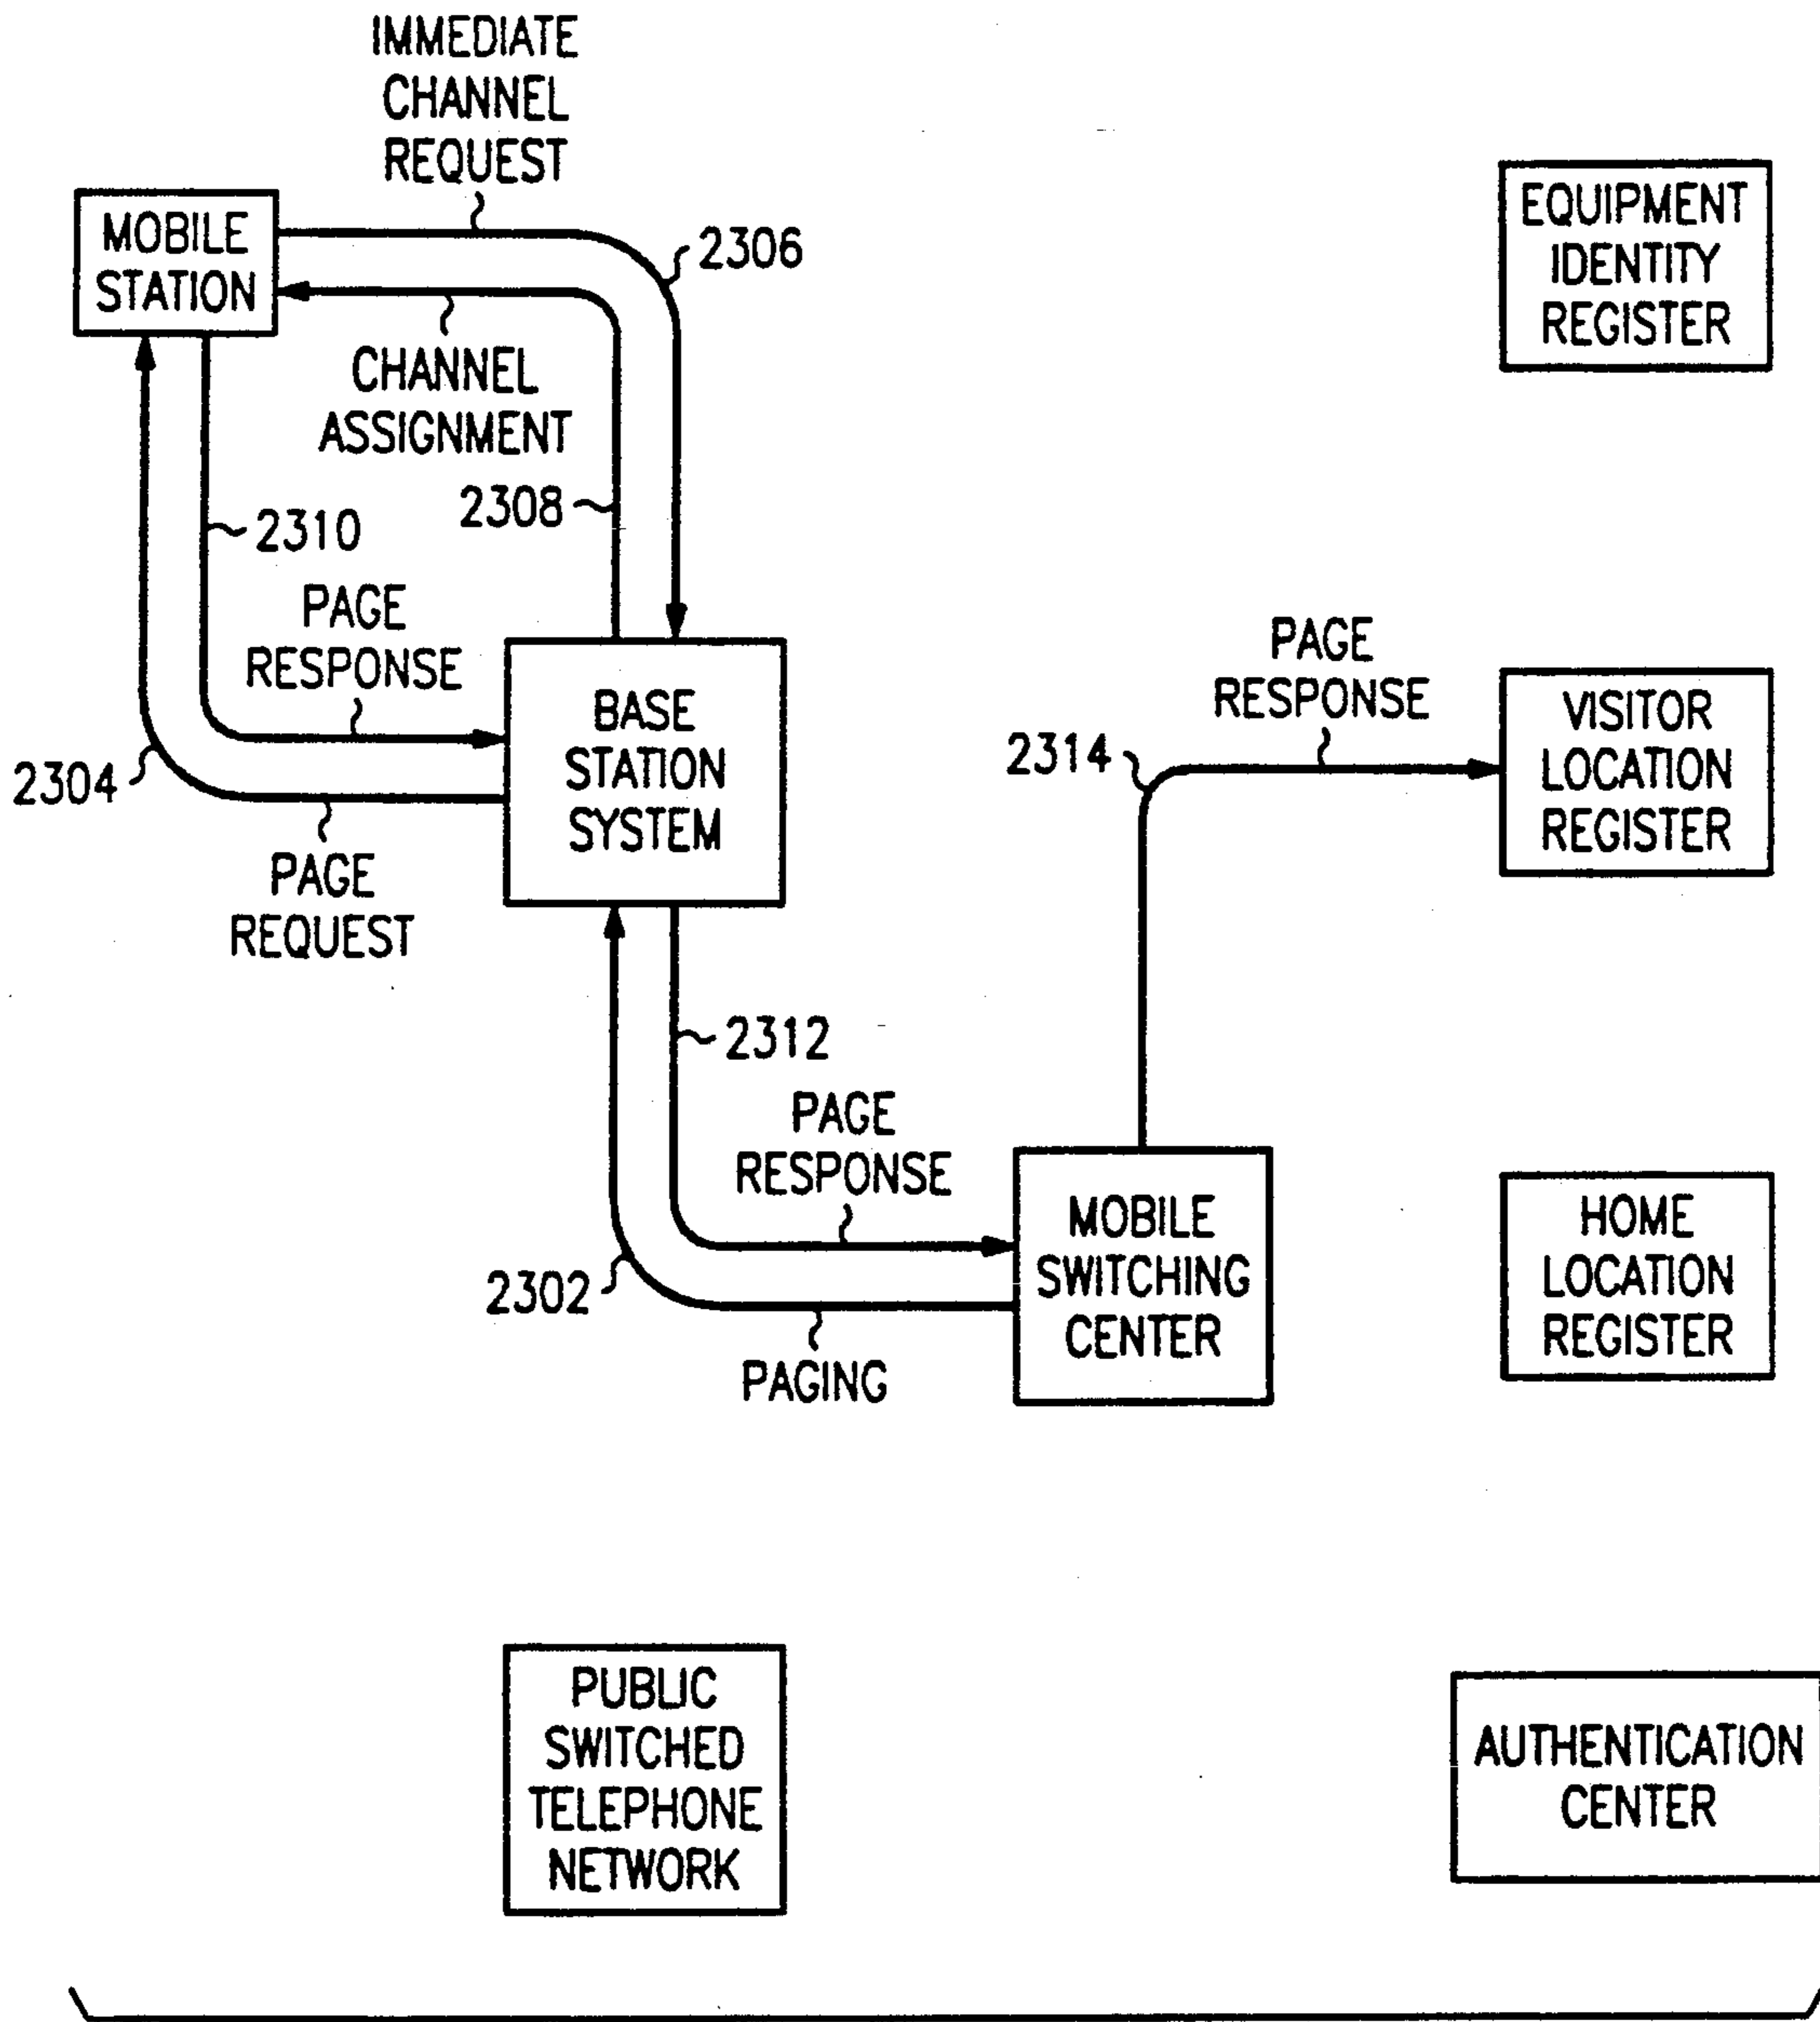 IMMEDIATE
CHANNEL
REQUEST
MOBILE
STATION
2306
EQUIPMENT
IDENTITY
REGISTER
CHANNEL
ASSIGNMENT
2308
2310
PAGE
RESPONSE
BASE
STATION
SYSTEM
PAGE
RESPONSE
VISITOR
LOCATION
REGISTER
2314
2304
PAGE
REQUEST
2312
PAGE
RESPONSE
MOBILE
SWITCHING
CENTER
HOME
LOCATION
REGISTER
2302
PAGING
PUBLIC
SWITCHED
TELEPHONE
NETWORK
AUTHENTICATION
CENTER